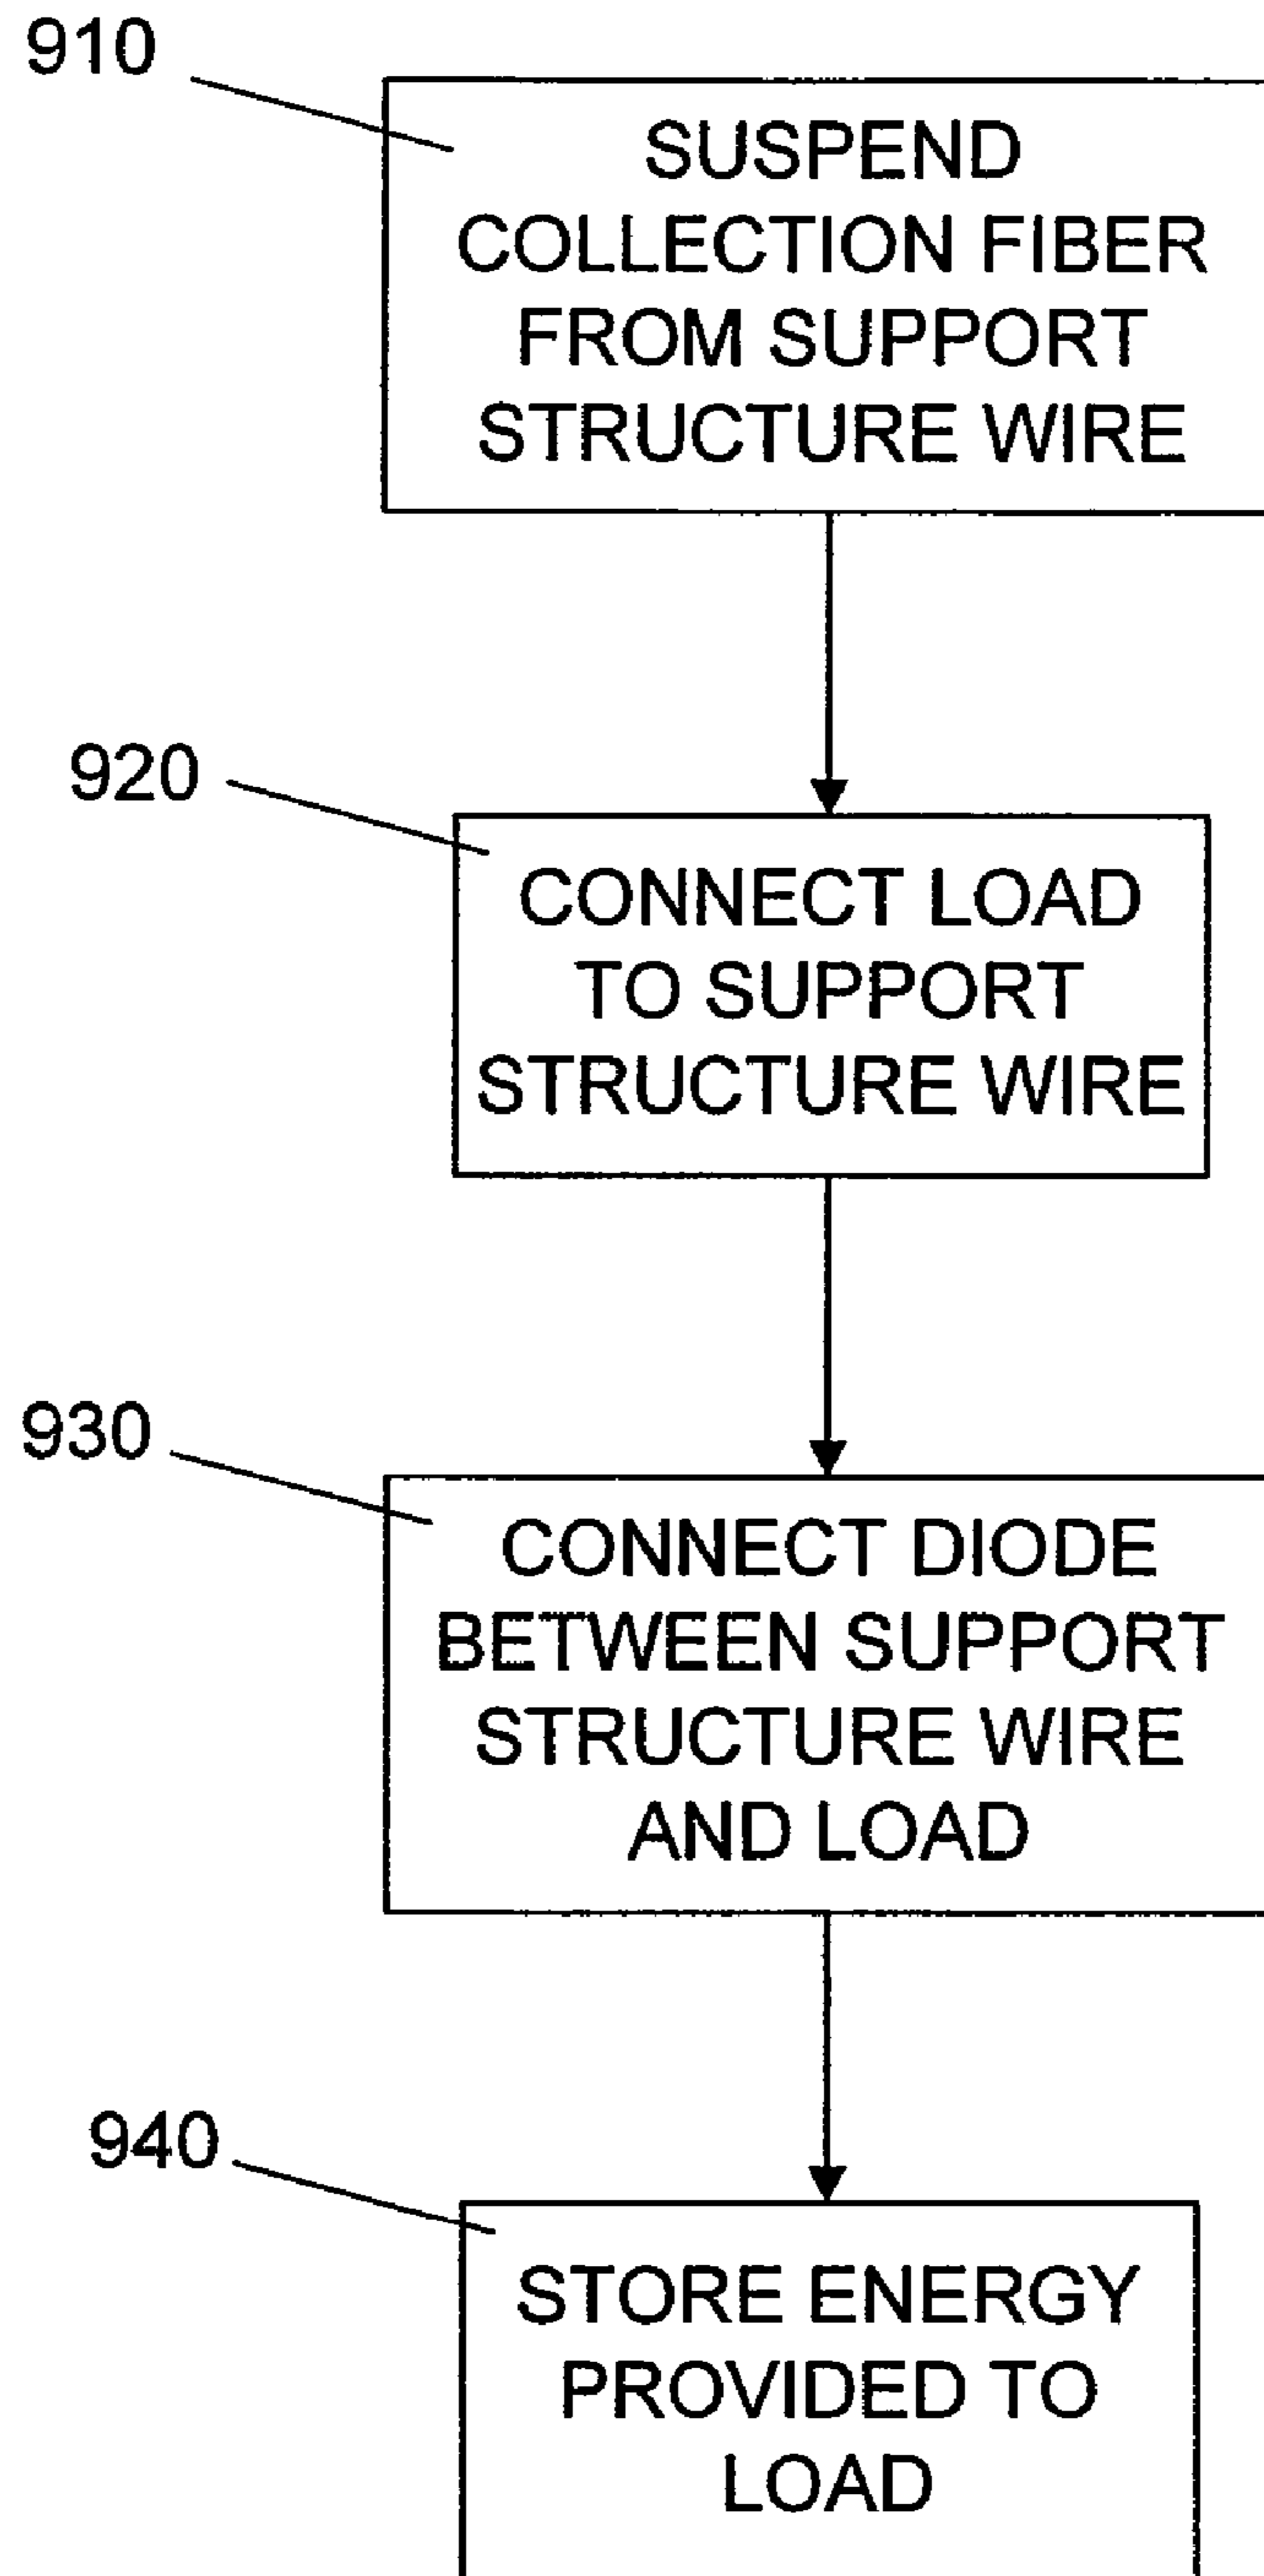 910
SUSPEND
COLLECTION FIBER
FROM SUPPORT
STRUCTURE WIRE
920
CONNECT LOAD
TO SUPPORT
STRUCTURE WIRE
930
CONNECT DIODE
BETWEEN SUPPORT
STRUCTURE WIRE
AND LOAD
940
STORE ENERGY
PROVIDED TO
LOAD